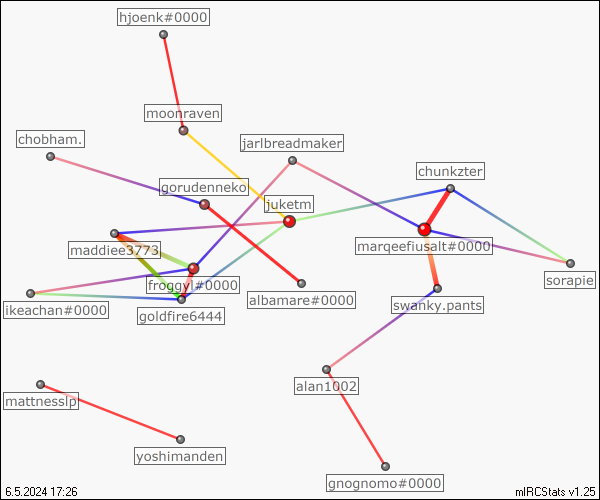 hjoenk#0000
moonraven
chobham.
jarlbreadmaker
chunkzter
gorudenneko
juketm
marqeefiusalt#0000
maddiee3773
froggyj#0000
sorapie
albamare#0000
ikeachan#0000
swanky.pants
goldfire6444
alan1002
mattnesslp
yoshimanden
gnognomo#0000
6.5.2024 17:26
mIRCStats v1.25